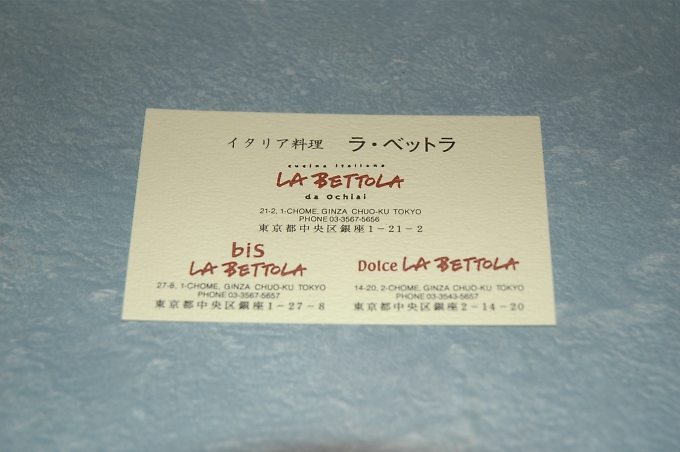 イタリア料理 ラ・ベットラ
cucina italiana
LA BETTOLA
da Ochiai
21-2, 1-CHOME, GINZA CHUO-KU TOKYO
PHONE 03-3567-5656
東京都中央区銀座1-21-2
bis
LA BETTOLA
27-8, 1-CHOME, GINZA CHUO-KU TOKYO
PHONE 03-3567-5657
東京都中央区銀座1-27-8
Dolce LA BETTOLA
14-20, 2-CHOME, GINZA CHUO-KU TOKYO
PHONE 03-3543-5657
東京都中央区銀座2-14-20